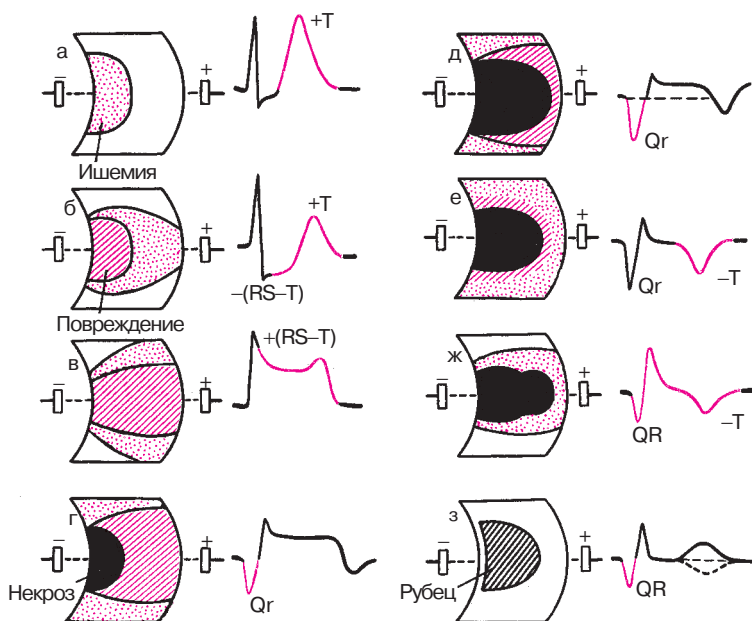 а
+T
– +
Ишемия
б
+T
– +
–(RS–T)
Повреждение
в
+(RS–T)
– +
г
– +
Некроз
Qr
д
– +
Qr
е
– +
Qr
–T
ж
– +
QR
–T
з
– +
Рубец
QR